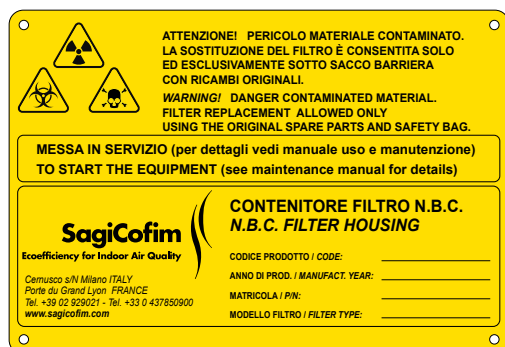 ATTENZIONE! PERICOLO MATERIALE CONTAMINATO.
LA SOSTITUZIONE DEL FILTRO È CONSENTITA SOLO
ED ESCLUSIVAMENTE SOTTO SACCO BARRIERA
CON RICAMBI ORIGINALI.
WARNING! DANGER CONTAMINATED MATERIAL.
FILTER REPLACEMENT ALLOWED ONLY
USING THE ORIGINAL SPARE PARTS AND SAFETY BAG.
MESSA IN SERVIZIO (per dettagli vedi manuale uso e manutenzione)
TO START THE EQUIPMENT (see maintenance manual for details)
SagiCofim
Ecoefficiency for Indoor Air Quality
Cernusco s/N Milano ITALY
Porte du Grand Lyon FRANCE
Tel. +39 02 929021 - Tel. +33 0 437850900
www.sagicofim.com
CONTENITORE FILTRO N.B.C.
N.B.C. FILTER HOUSING
CODICE PRODOTTO / CODE:
ANNO DI PROD. / MANUFACT. YEAR:
MATRICOLA / P/N:
MODELLO FILTRO / FILTER TYPE: